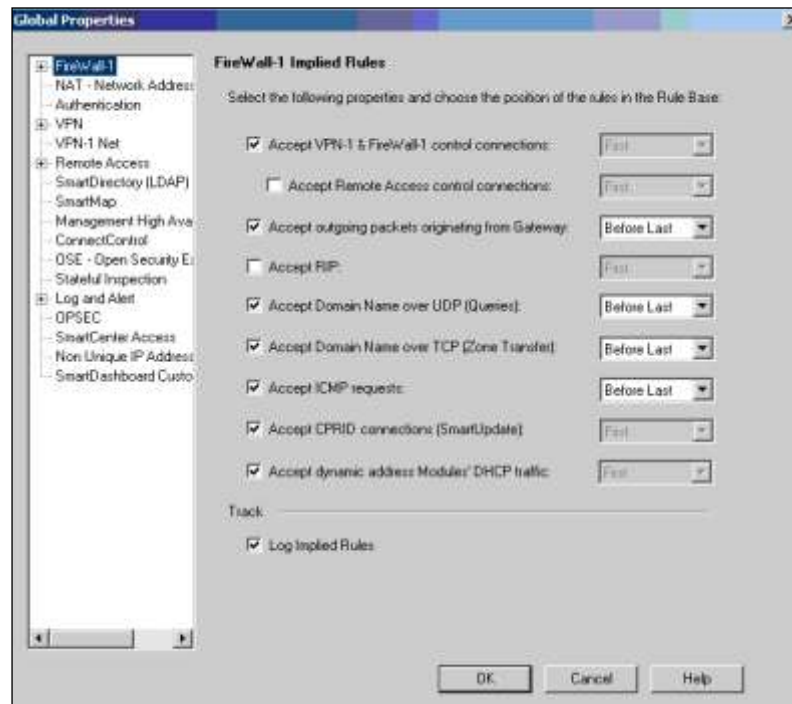 Global Properties
FireWall-1
NAT - Network Address
Authentication
VPN
VPN-1 Net
Remote Access
SmartDirectory (LDAP)
SmartMap
Management High Ava
ConnectControl
OSE - Open Security E
Stateful Inspection
Log and Alert
OPSEC
SmartCenter Access
Non Unique IP Address
SmartDashboard Custo
FireWall-1 Implied Rules
Select the following properties and choose the position of the rules in the Rule Base:
Accept VPN-1 & FireWall-1 control connections: First
Accept Remote Access control connections: First
Accept outgoing packets originating from Gateway: Before Last
Accept RIP: First
Accept Domain Name over UDP (Queries): Before Last
Accept Domain Name over TCP (Zone Transfer): Before Last
Accept ICMP requests: Before Last
Accept CPRID connections (SmartUpdate): First
Accept dynamic address Modules' DHCP traffic: First
Track
Log Implied Rules
OK Cancel Help